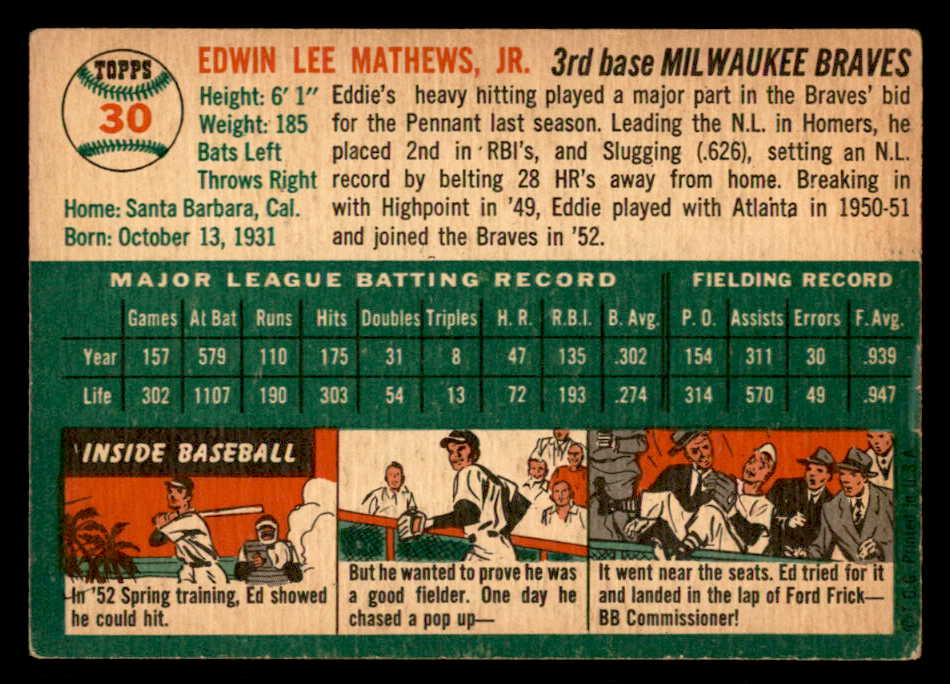 TOPPS
30
EDWIN LEE MATHEWS, JR. 3rd base MILWAUKEE BRAVES
Height: 6' 1"
Weight: 185
Bats Left
Throws Right
Home: Santa Barbara, Cal.
Born: October 13, 1931
Eddie's heavy hitting played a major part in the Braves' bid
for the Pennant last season. Leading the N.L. in Homers, he
placed 2nd in RBI's, and Slugging (.626), setting an N.L.
record by belting 28 HR's away from home. Breaking in
with Highpoint in '49, Eddie played with Atlanta in 1950-51
and joined the Braves in '52.
MAJOR LEAGUE BATTING RECORD FIELDING RECORD
Games At Bat Runs Hits Doubles Triples H. R. R.B.I. B. Avg. P. O. Assists Errors F. Avg.
Year 157 579 110 175 31 8 47 135 .302 154 311 30 .939
Life 302 1107 190 303 54 13 72 193 .274 314 570 49 .947
INSIDE BASEBALL
In '52 Spring training, Ed showed
he could hit.
But he wanted to prove he was
a good fielder. One day he
chased a pop up—
It went near the seats. Ed tried for it
and landed in the lap of Ford Frick—
BB Commissioner!
© T.C.G. Printed in U.S.A.